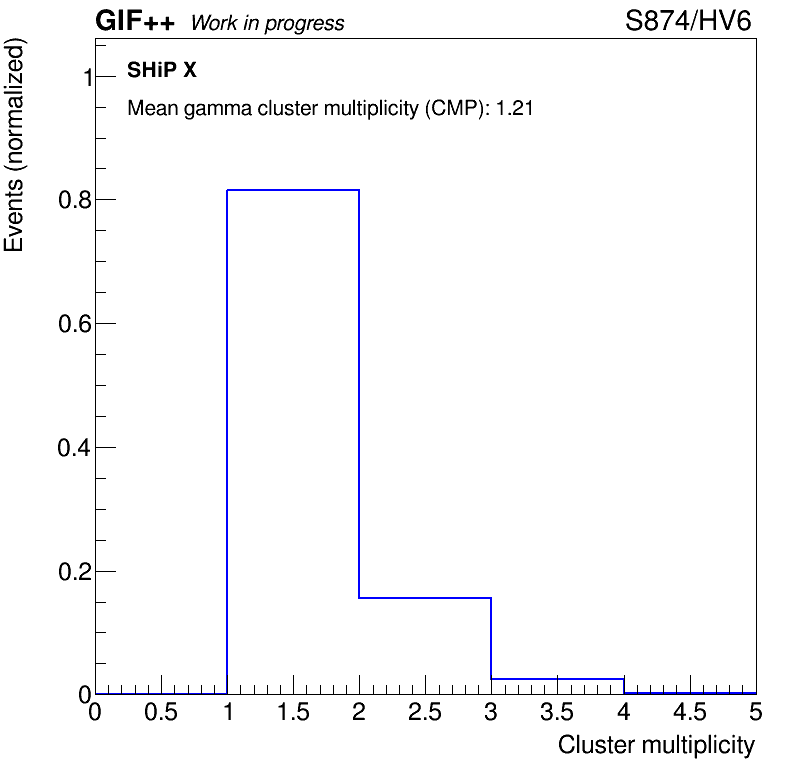 GIF++ Work in progress S874/HV6
Events (normalized)
SHiP X
Mean gamma cluster multiplicity (CMP): 1.21
1
0.8
0.6
0.4
0.2
0
0 0.5 1 1.5 2 2.5 3 3.5 4 4.5 5
Cluster multiplicity